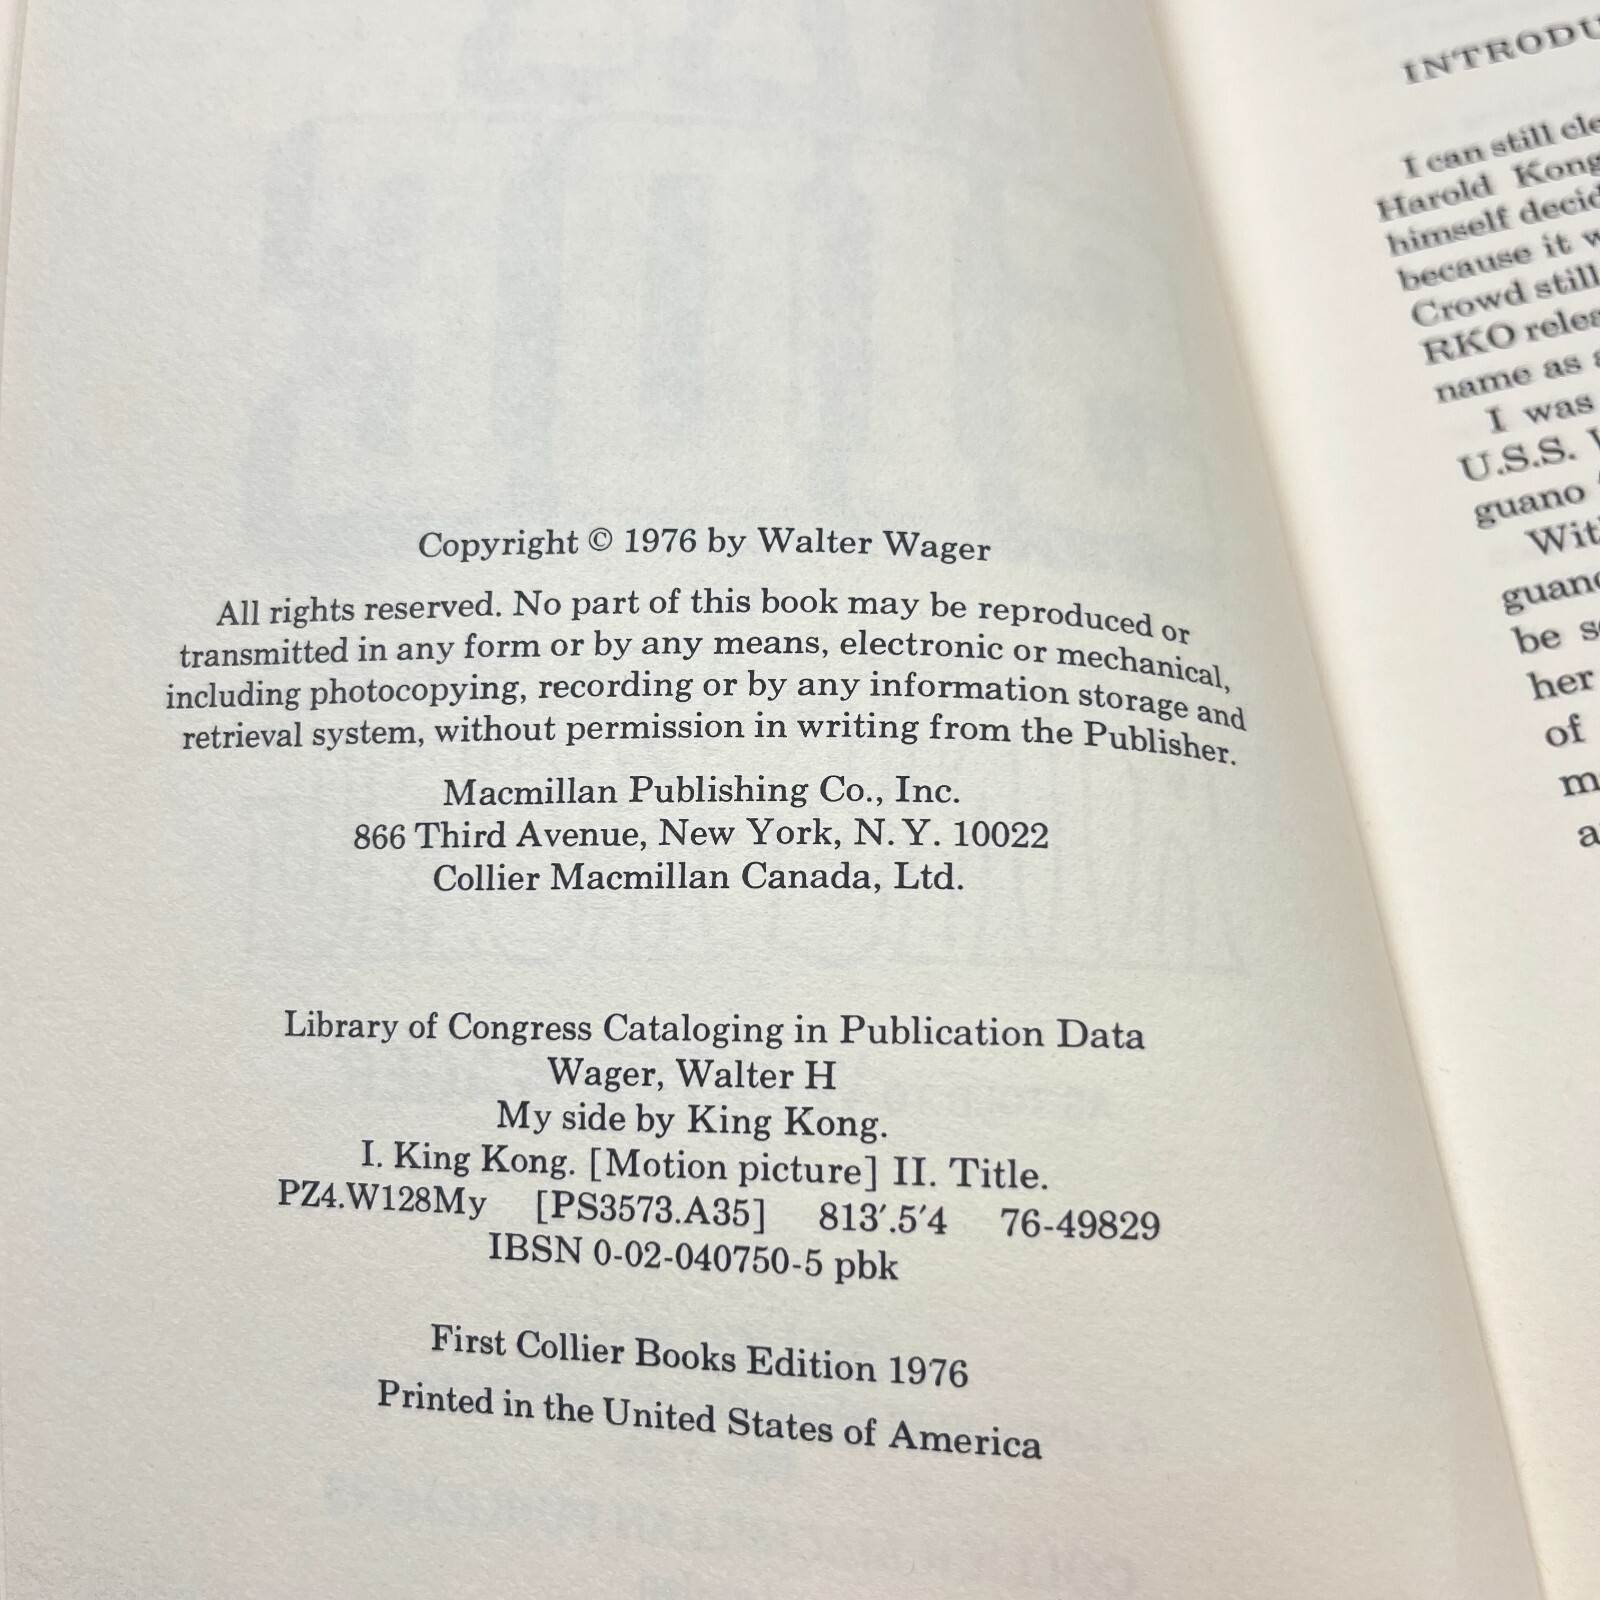 Copyright © 1976 by Walter Wager
All rights reserved. No part of this book may be reproduced or
transmitted in any form or by any means, electronic or mechanical,
including photocopying, recording or by any information storage and
retrieval system, without permission in writing from the Publisher.
Macmillan Publishing Co., Inc.
866 Third Avenue, New York, N. Y. 10022
Collier Macmillan Canada, Ltd.
Library of Congress Cataloging in Publication Data
Wager, Walter H
My side by King Kong.
I. King Kong. [Motion picture] II. Title.
PZ4.W128My [PS3573.A35] 813′.5′4 76-49829
IBSN 0-02-040750-5 pbk
First Collier Books Edition 1976
Printed in the United States of America
I can still
Harold Kong
himself
because it
Crowd still
RKO
name as
I was
U.S.S.
guano
be
her
of